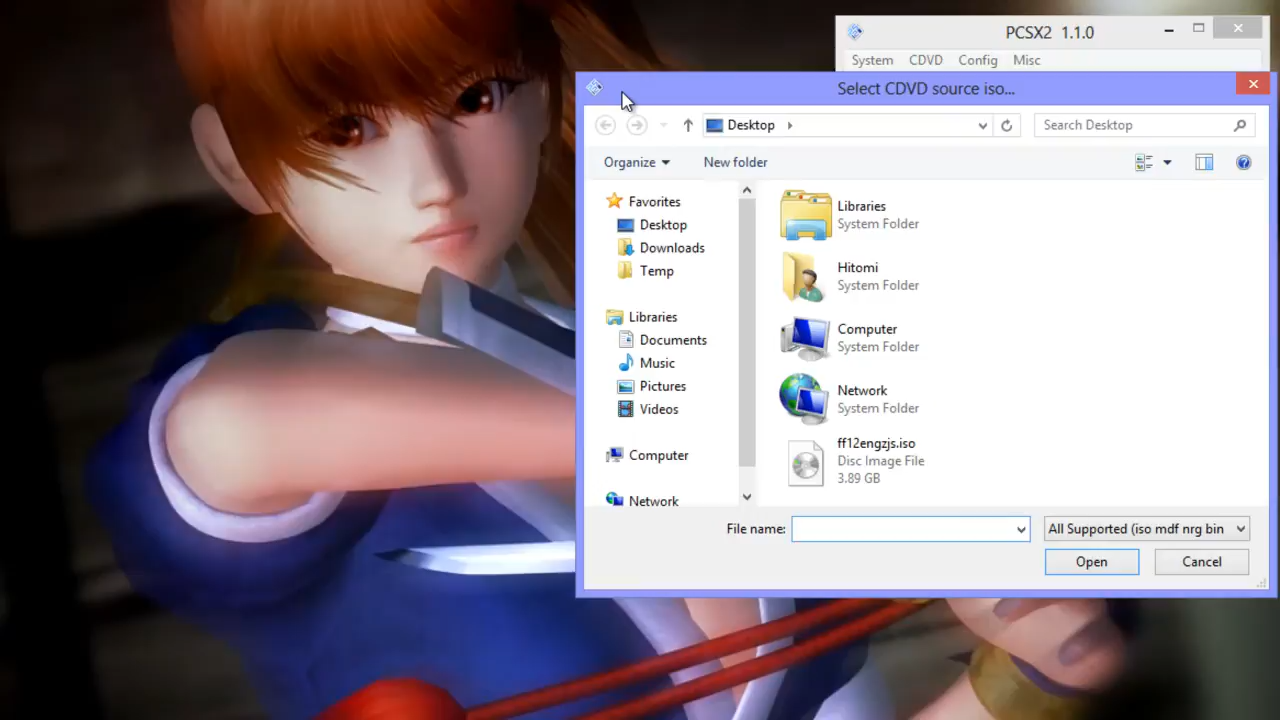 PCSX2 1.1.0
System CDVD Config Misc
Select CDVD source iso...
Desktop
Search Desktop
Organize New folder
Favorites
Desktop
Downloads
Temp
Libraries
Documents
Music
Pictures
Videos
Computer
Network
Libraries
System Folder
Hitomi
System Folder
Computer
System Folder
Network
System Folder
ff12engzjs.iso
Disc Image File
3.89 GB
File name:
All Supported (iso mdf nrg bin
Open Cancel